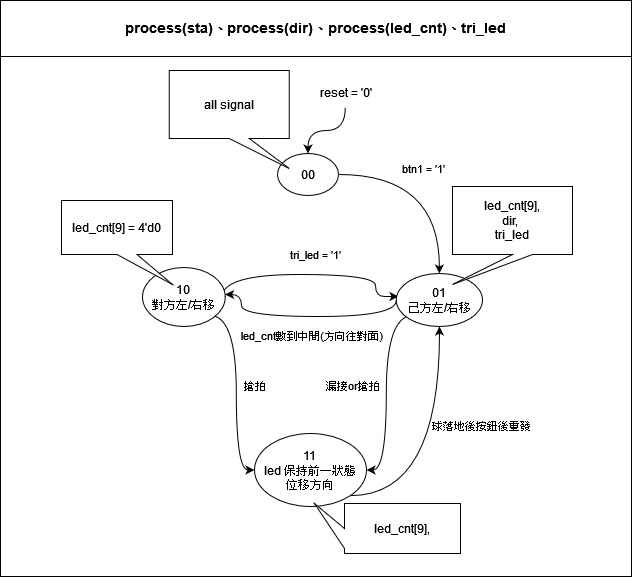 process(sta)、process(dir)、process(led_cnt)、tri_led
reset = '0'
all signal
00
btn1 = '1'
led_cnt[9],
dir,
tri_led
led_cnt[9] = 4'd0
tri_led = '1'
10
對方左/右移
01
己方左/右移
led_cnt數到中間(方向往對面)
搶拍
漏接or搶拍
球落地後按鈕後重發
11
led 保持前一狀態
位移方向
led_cnt[9],